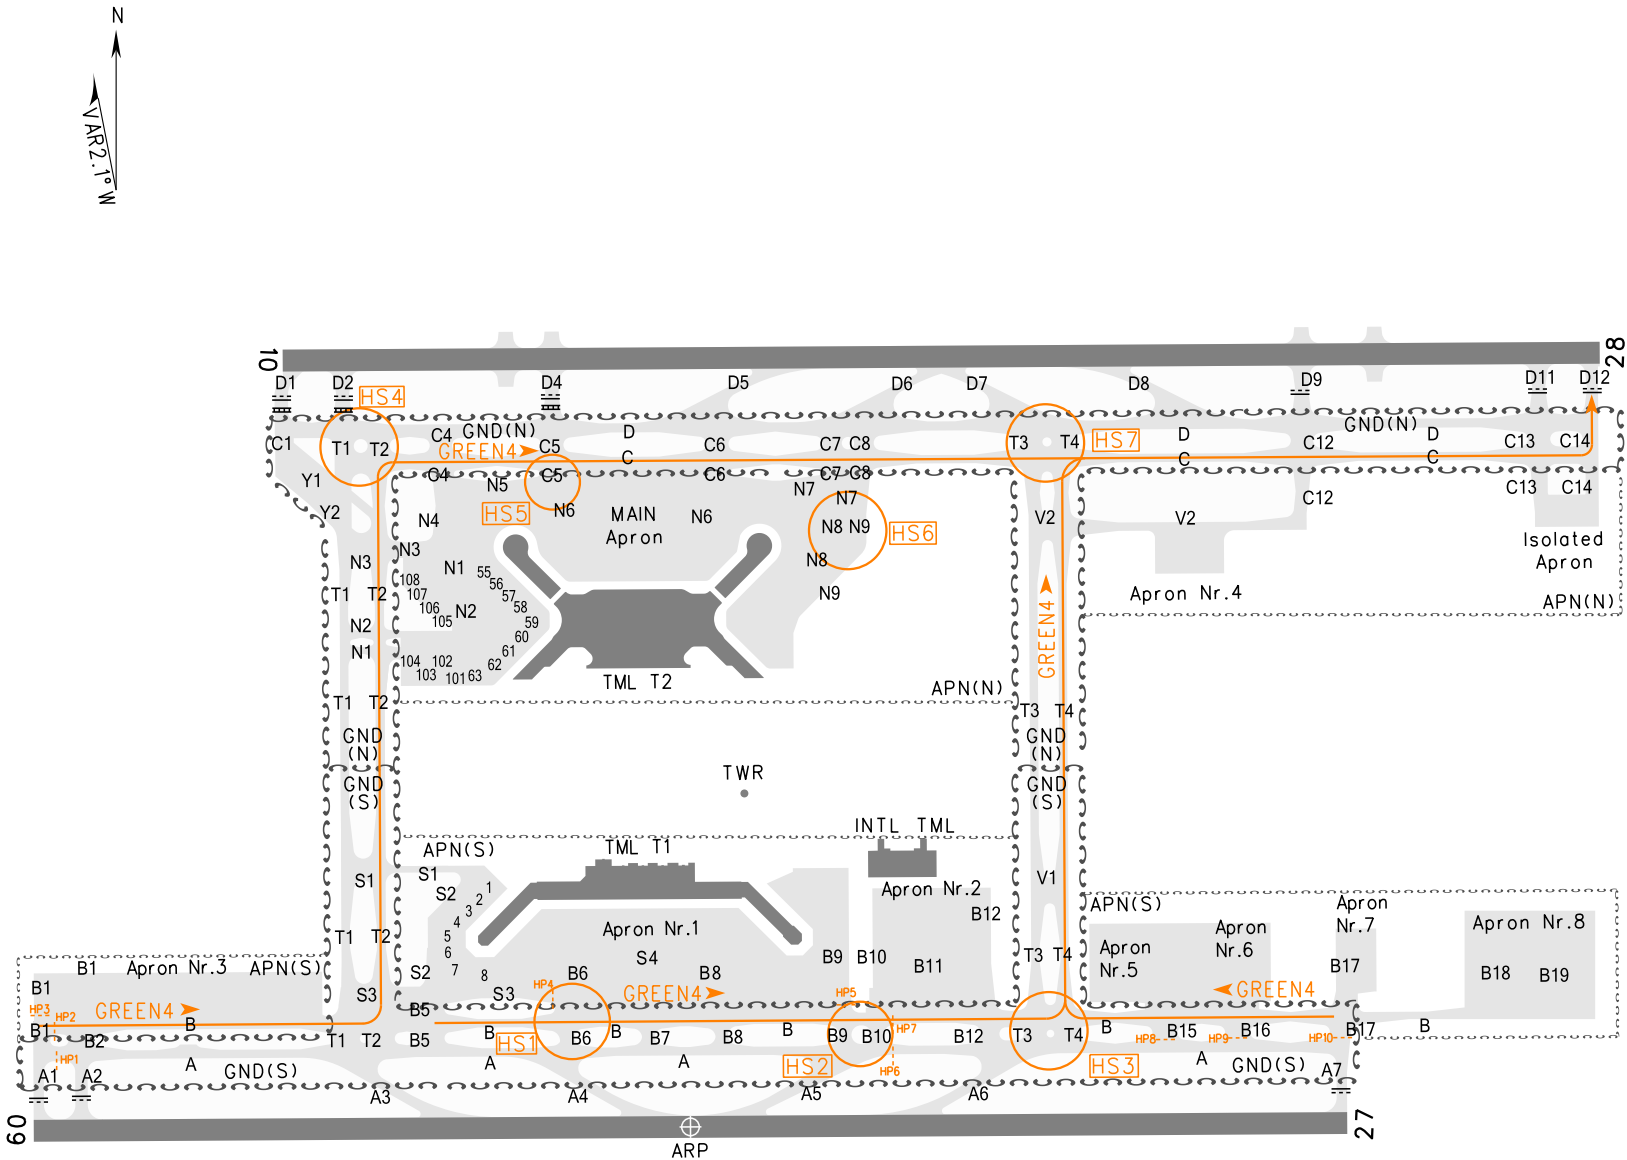 N
VAR2.1°W
10
28
D1
D2
D4
D5
D6
D7
D8
D9
D11
D12
HS4
C1
T1
T2
C4
GND(N)
GREEN4
C5
D
C
C6
C7
C8
T3
T4
HS7
D
C
C12
GND(N)
D
C
C13
C14
C4
C5
C6
C7
C8
Y1
N5
HS5
N6
N7
N7
C12
C13
C14
Y2
N4
MAIN
Apron
N6
N8
N9
HS6
V2
V2
N3
N3
N1
N8
Isolated
Apron
T1
T2
108
107
106
105
N2
55
56
57
58
59
60
61
62
63
N9
Apron Nr.4
APN(N)
N2
N1
104
103
102
101
GREEN4
TML T2
APN(N)
T1
T2
T3
T4
GND
(N)
GND
(N)
GND
(S)
GND
(S)
TWR
INTL TML
APN(S)
TML T1
S1
S1
S2
1
2
3
4
5
6
7
8
Apron Nr.2
V1
APN(S)
B12
Apron
Nr.7
Apron Nr.8
T1
T2
Apron Nr.1
Apron
Nr.6
Apron
Nr.5
B1
Apron Nr.3
APN(S)
S2
S4
B6
B8
B9
B10
B11
T3
T4
B17
B18
B19
B1
S3
S3
HP4
GREEN4
GREEN4
HP3
HP2
GREEN4
B5
HP5
B1
B
B2
T1
T2
B5
B
HS1
B6
B
B7
B8
B
B9
B10
HP7
B12
T3
T4
B
HP8
B15
HP9
B16
HP10
B17
B
HP1
A
A
A
HS2
HP6
HS3
A
A1
A2
GND(S)
GND(S)
A7
A3
A4
A5
A6
09
27
ARP